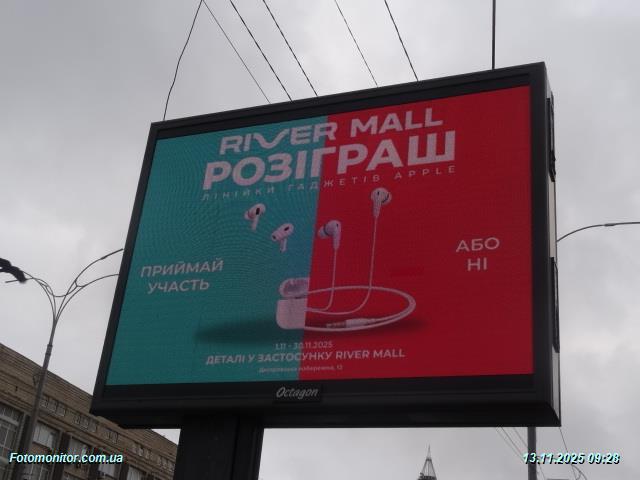 RIVER MALL
РОЗІГРАШ
ЛІНІЙКИ ГАДЖЕТІВ APPLE
ПРИЙМАЙ
УЧАСТЬ
АБО
НІ
1.11 - 30.11.2025
ДЕТАЛІ У ЗАСТОСУНКУ RIVER MALL
Дніпровська набережна, 12
Octagon
Fotomonitor.com.ua
13.11.2025 09:28